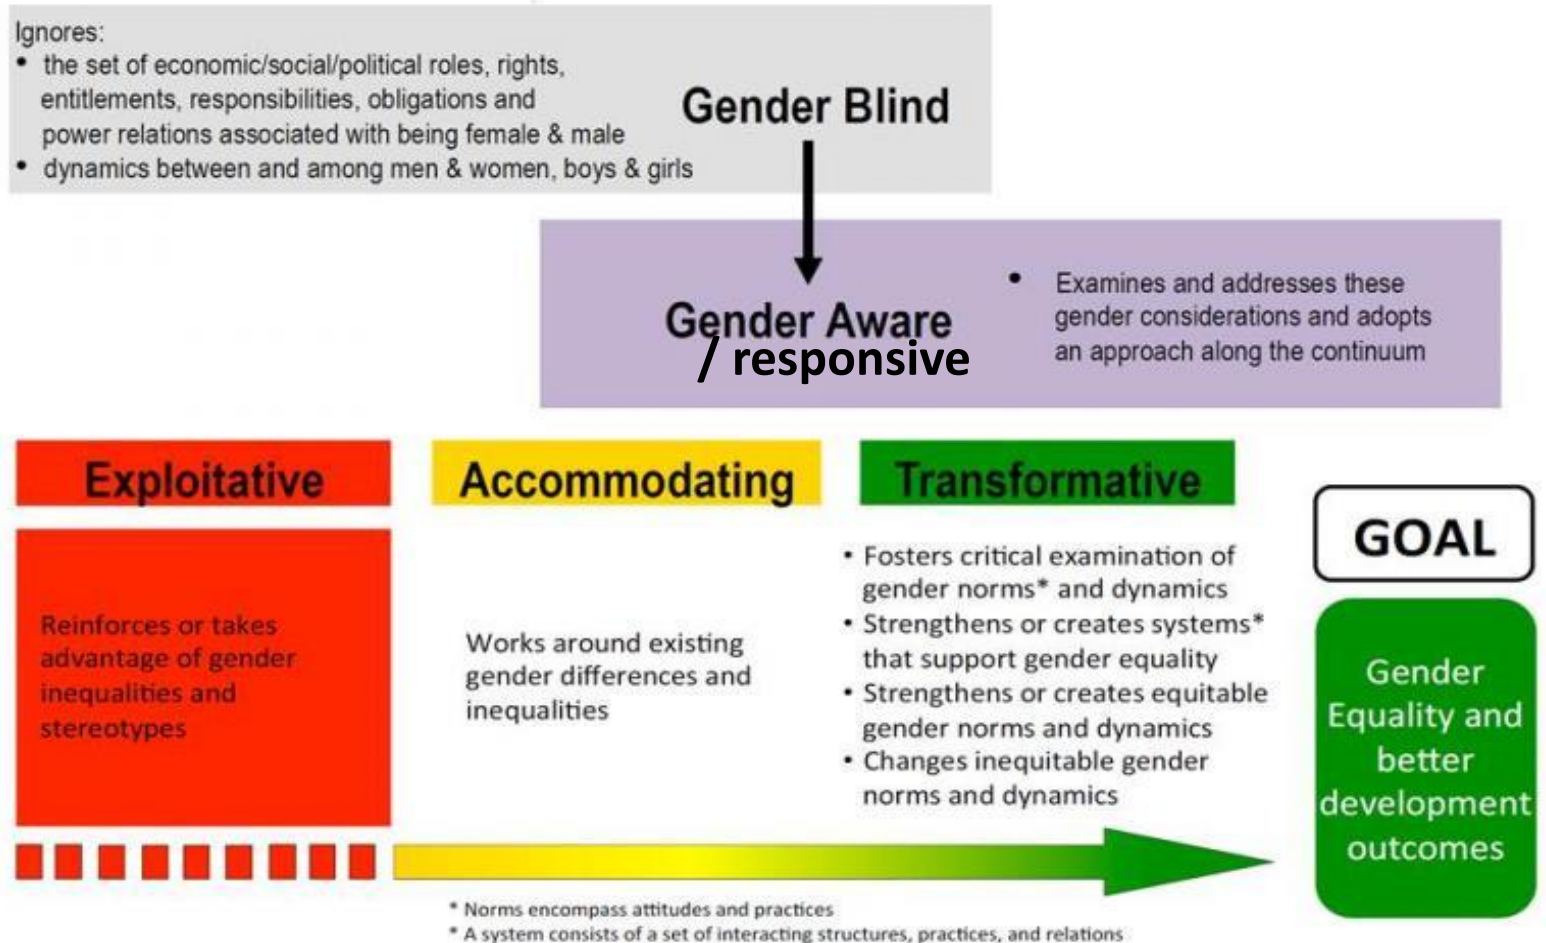 Ignores:
• the set of economic/social/political roles, rights,
entitlements, responsibilities, obligations and
power relations associated with being female & male
• dynamics between and among men & women, boys & girls
Gender Blind
Gender Aware
/ responsive
• Examines and addresses these
gender considerations and adopts
an approach along the continuum
Exploitative
Reinforces or takes
advantage of gender
inequalities and
stereotypes
Accommodating
Works around existing
gender differences and
inequalities
Transformative
• Fosters critical examination of
gender norms* and dynamics
• Strengthens or creates systems*
that support gender equality
• Strengthens or creates equitable
gender norms and dynamics
• Changes inequitable gender
norms and dynamics
GOAL
Gender
Equality and
better
development
outcomes
* Norms encompass attitudes and practices
* A system consists of a set of interacting structures, practices, and relations